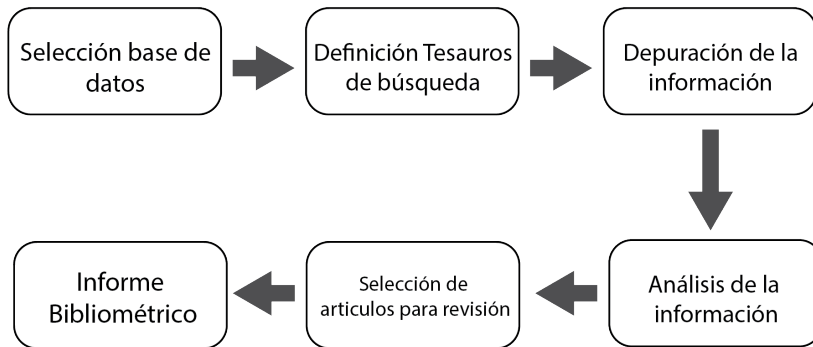 Selección base de
datos
Definición Tesauros
de búsqueda
Depuración de la
información
Análisis de la
información
Selección de
articulos para revisión
Informe
Bibliométrico